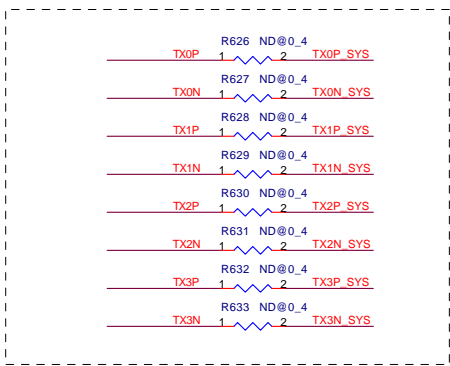 R626 ND@0_4
TX0P 1 2 TX0P_SYS
R627 ND@0_4
TX0N 1 2 TX0N_SYS
R628 ND@0_4
TX1P 1 2 TX1P_SYS
R629 ND@0_4
TX1N 1 2 TX1N_SYS
R630 ND@0_4
TX2P 1 2 TX2P_SYS
R631 ND@0_4
TX2N 1 2 TX2N_SYS
R632 ND@0_4
TX3P 1 2 TX3P_SYS
R633 ND@0_4
TX3N 1 2 TX3N_SYS